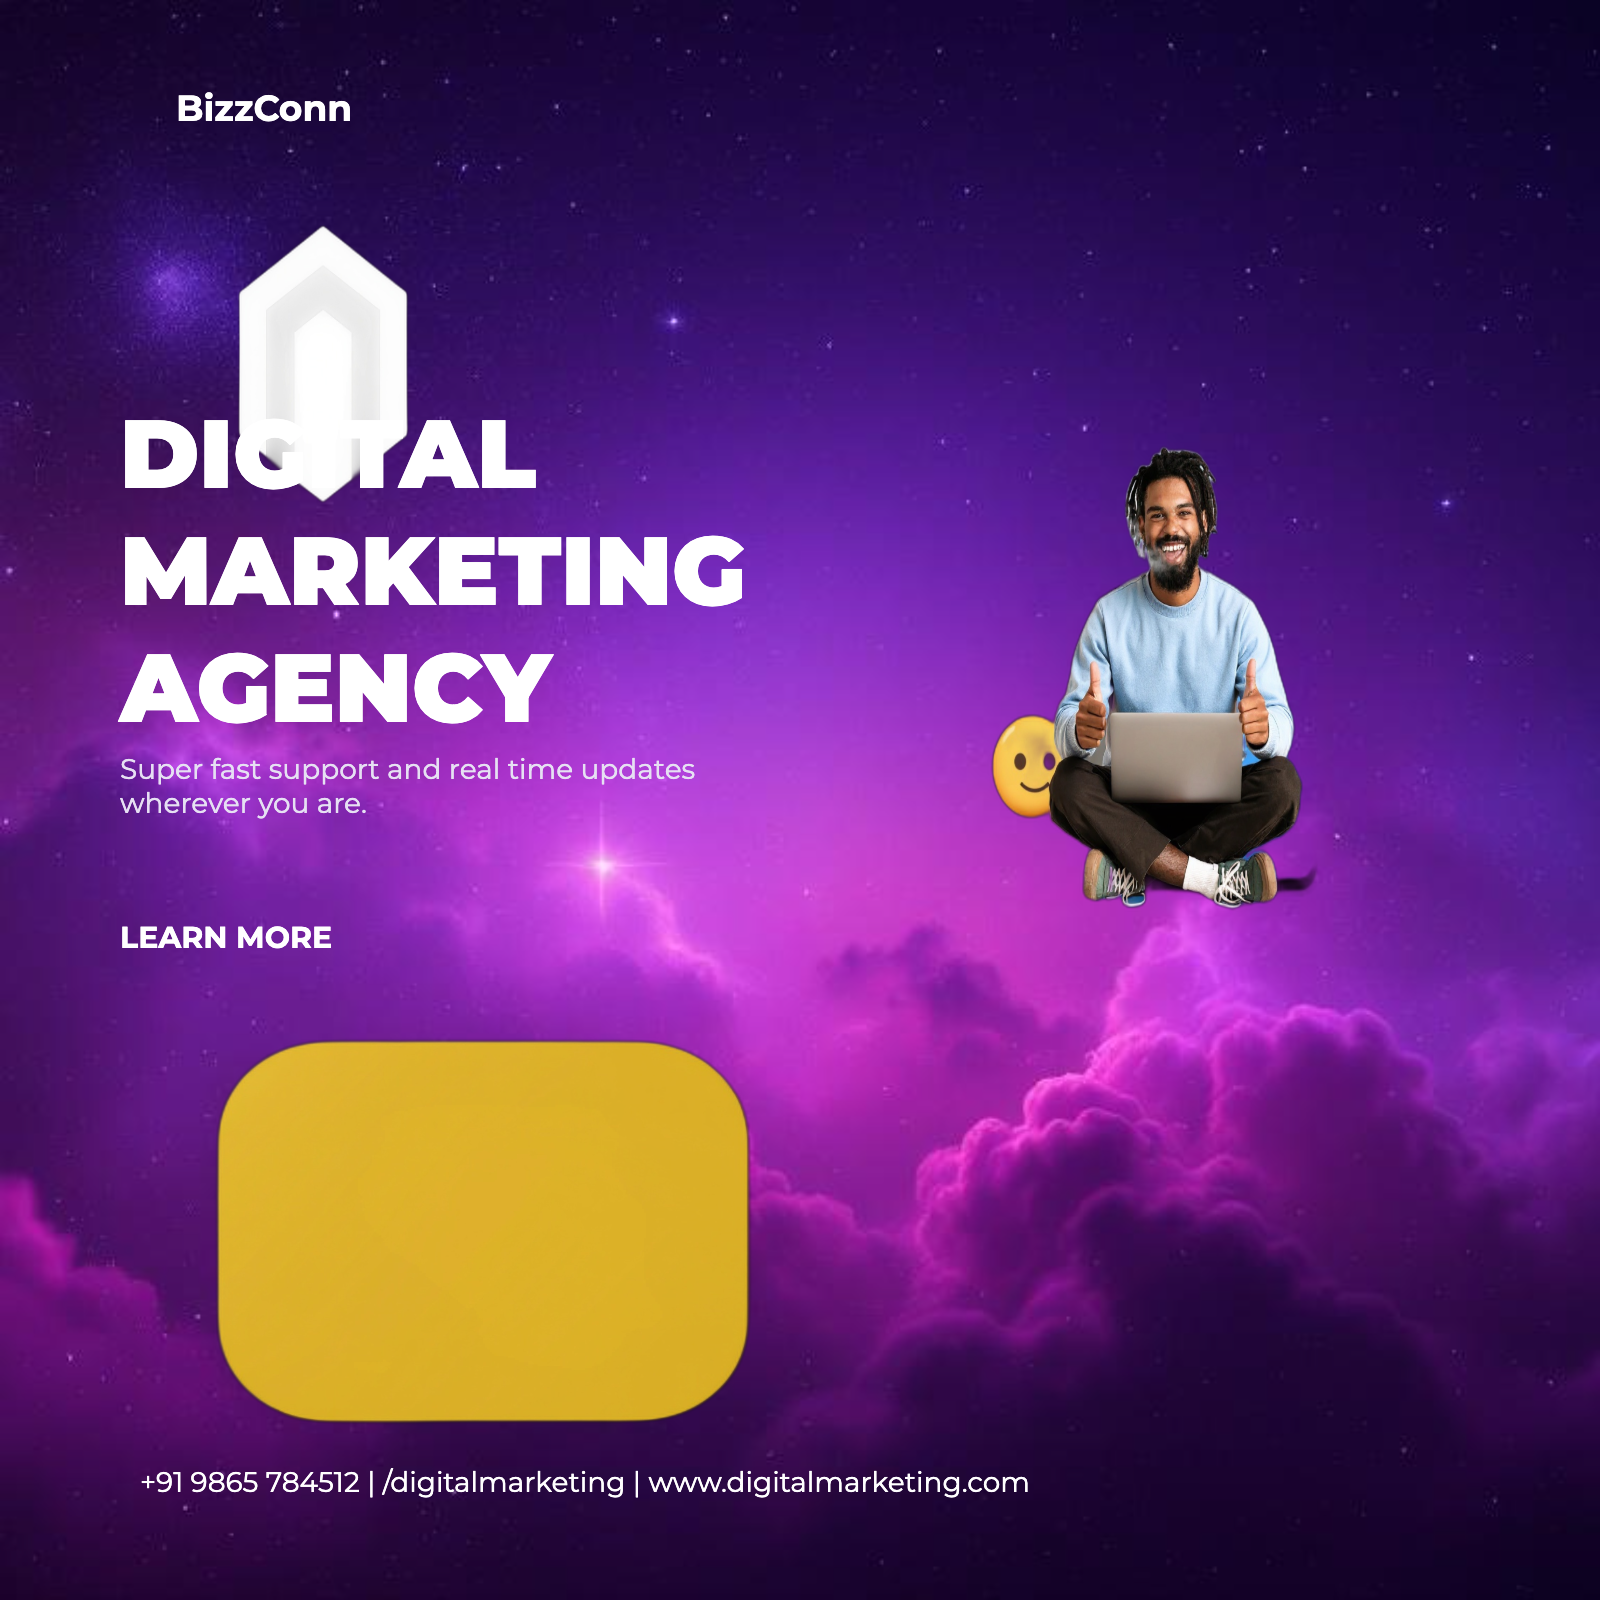 BizzConn
DIGITAL
MARKETING
AGENCY
Super fast support and real time updates
wherever you are.
LEARN MORE
+91 9865 784512 | /digitalmarketing | www.digitalmarketing.com